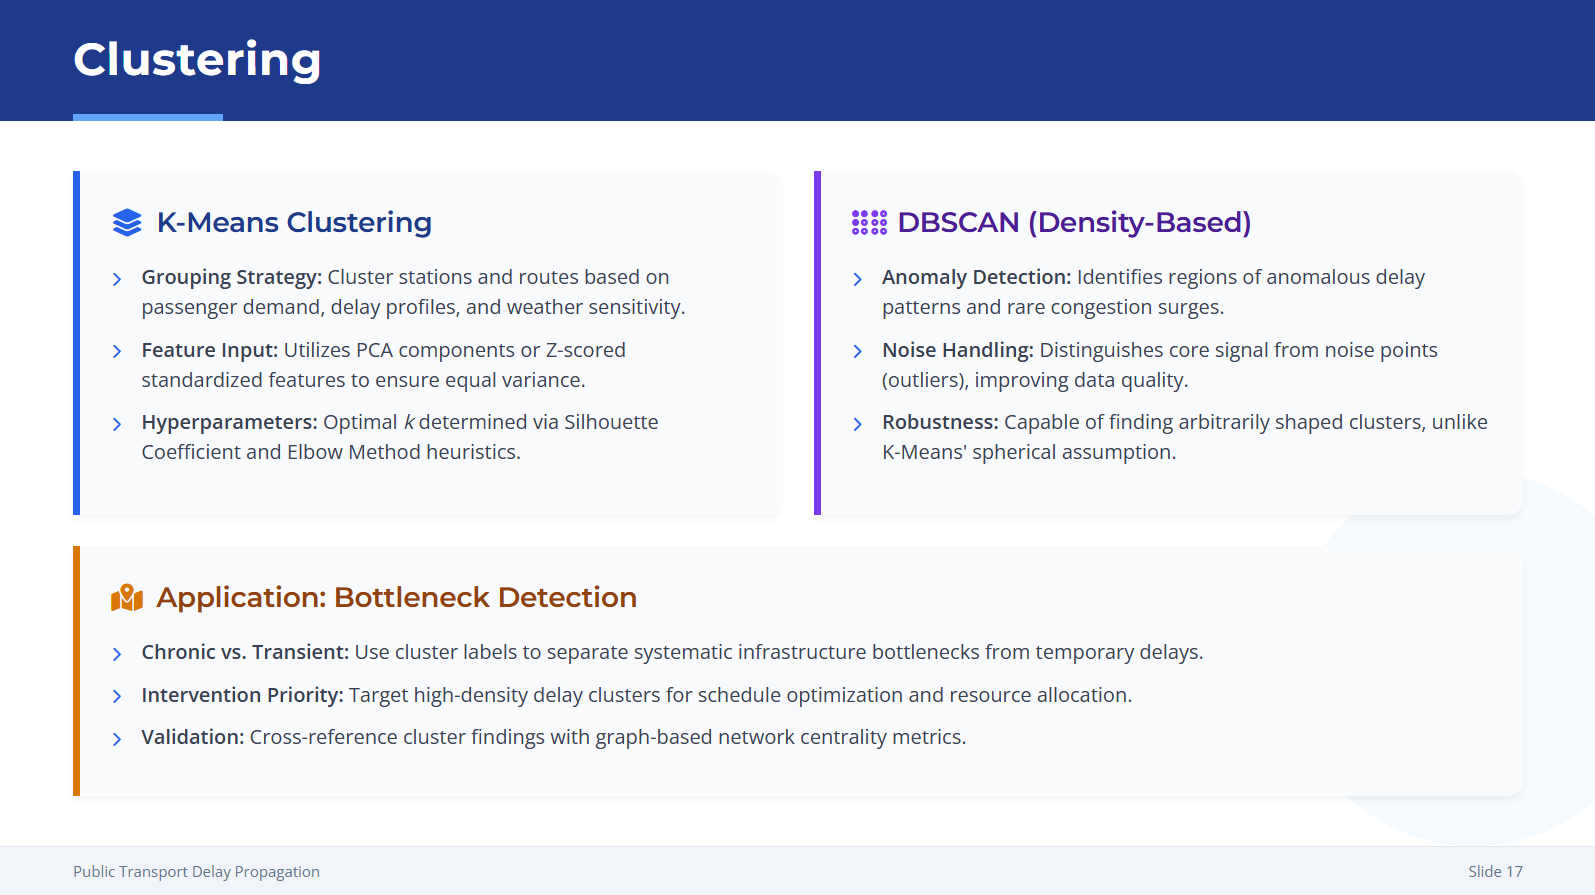 Clustering
K-Means Clustering
Grouping Strategy: Cluster stations and routes based on
passenger demand, delay profiles, and weather sensitivity.
Feature Input: Utilizes PCA components or Z-scored
standardized features to ensure equal variance.
Hyperparameters: Optimal k determined via Silhouette
Coefficient and Elbow Method heuristics.
DBSCAN (Density-Based)
Anomaly Detection: Identifies regions of anomalous delay
patterns and rare congestion surges.
Noise Handling: Distinguishes core signal from noise points
(outliers), improving data quality.
Robustness: Capable of finding arbitrarily shaped clusters, unlike
K-Means' spherical assumption.
Application: Bottleneck Detection
Chronic vs. Transient: Use cluster labels to separate systematic infrastructure bottlenecks from temporary delays.
Intervention Priority: Target high-density delay clusters for schedule optimization and resource allocation.
Validation: Cross-reference cluster findings with graph-based network centrality metrics.
Public Transport Delay Propagation
Slide 17